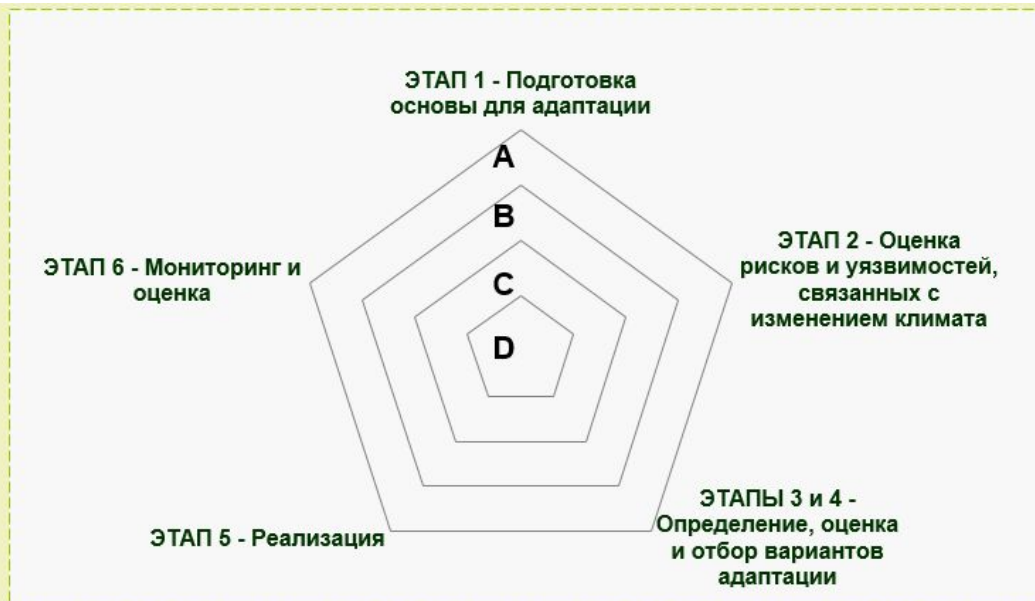 ЭТАП 1 - Подготовка
основы для адаптации
A
B
C
D
ЭТАП 2 - Оценка
рисков и уязвимостей,
связанных с
изменением климата
ЭТАПЫ 3 и 4 -
Определение, оценка
и отбор вариантов
адаптации
ЭТАП 5 - Реализация
ЭТАП 6 - Мониторинг и
оценка